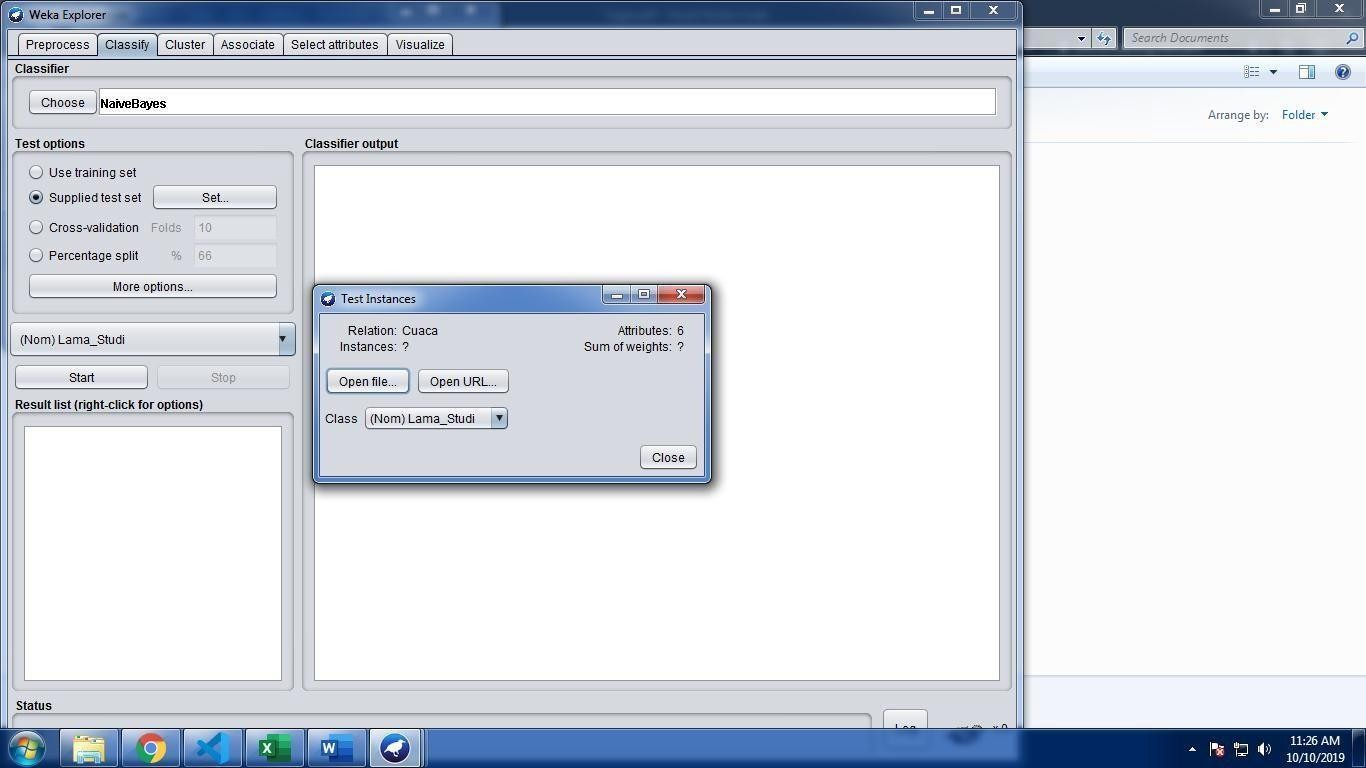 Weka Explorer
Search Documents
Preprocess Classify Cluster Associate Select attributes Visualize
Classifier
Choose NaiveBayes
Arrange by: Folder
Test options
Classifier output
Use training set
Supplied test set Set...
Cross-validation Folds 10
Percentage split % 66
More options...
(Nom) Lama_Studi
Start Stop
Result list (right-click for options)
Test Instances
Relation: Cuaca Attributes: 6
Instances: ? Sum of weights: ?
Open file... Open URL...
Class (Nom) Lama_Studi
Close
Status
Log
x 0
11:26 AM
10/10/2019